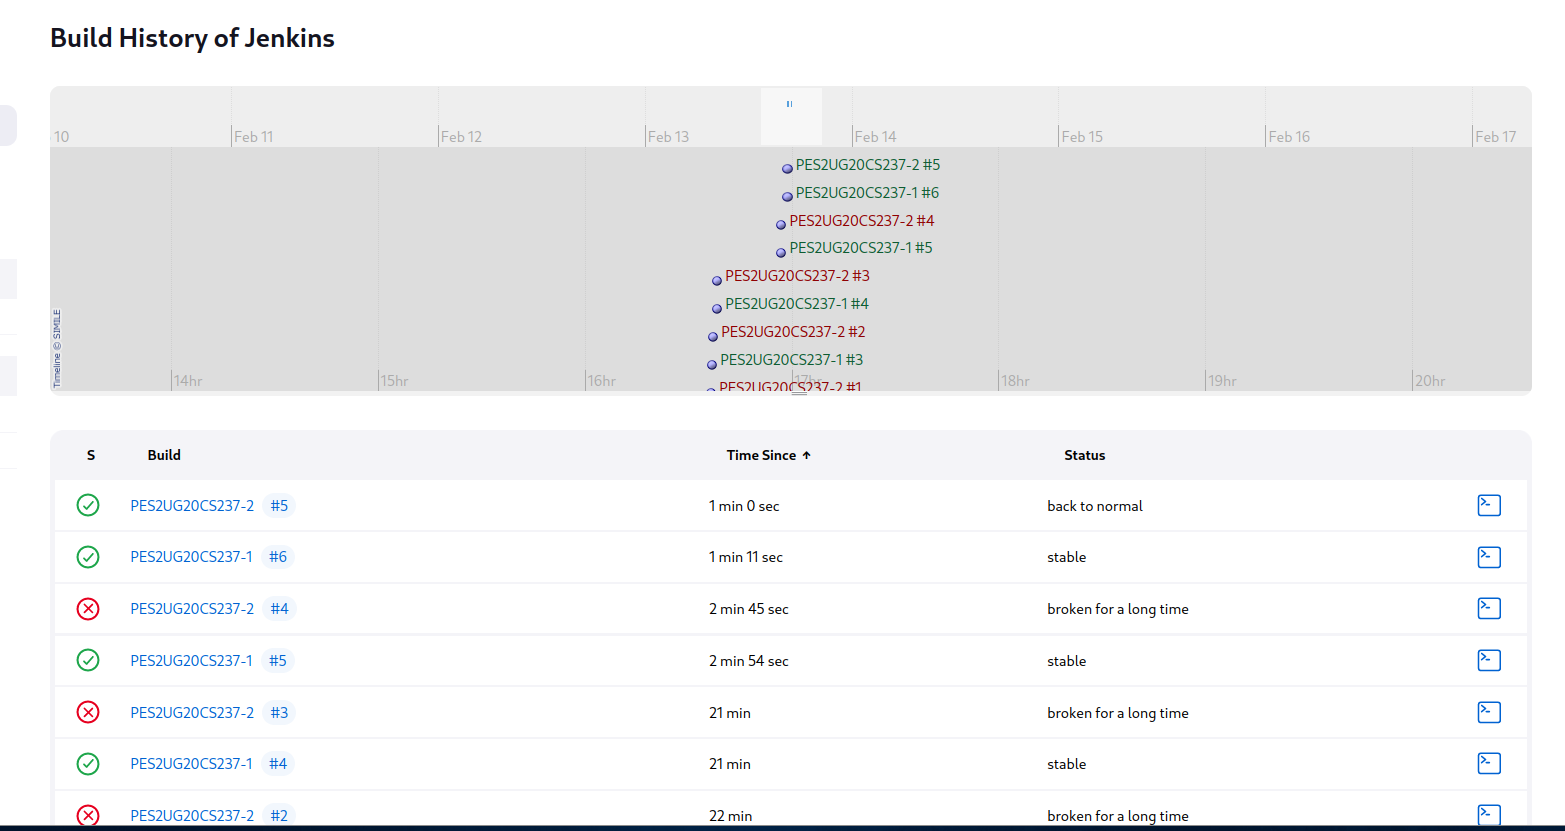 Build History of Jenkins
10 Feb 11 Feb 12 Feb 13 Feb 14 Feb 15 Feb 16 Feb 17
PES2UG20CS237-2 #5
PES2UG20CS237-1 #6
PES2UG20CS237-2 #4
PES2UG20CS237-1 #5
PES2UG20CS237-2 #3
PES2UG20CS237-1 #4
PES2UG20CS237-2 #2
PES2UG20CS237-1 #3
PES2UG20CS237-2 #1
Timeline © SIMILE
14hr 15hr 16hr 17hr 18hr 19hr 20hr
S Build Time Since ↑ Status
PES2UG20CS237-2 #5 1 min 0 sec back to normal
PES2UG20CS237-1 #6 1 min 11 sec stable
PES2UG20CS237-2 #4 2 min 45 sec broken for a long time
PES2UG20CS237-1 #5 2 min 54 sec stable
PES2UG20CS237-2 #3 21 min broken for a long time
PES2UG20CS237-1 #4 21 min stable
PES2UG20CS237-2 #2 22 min broken for a long time